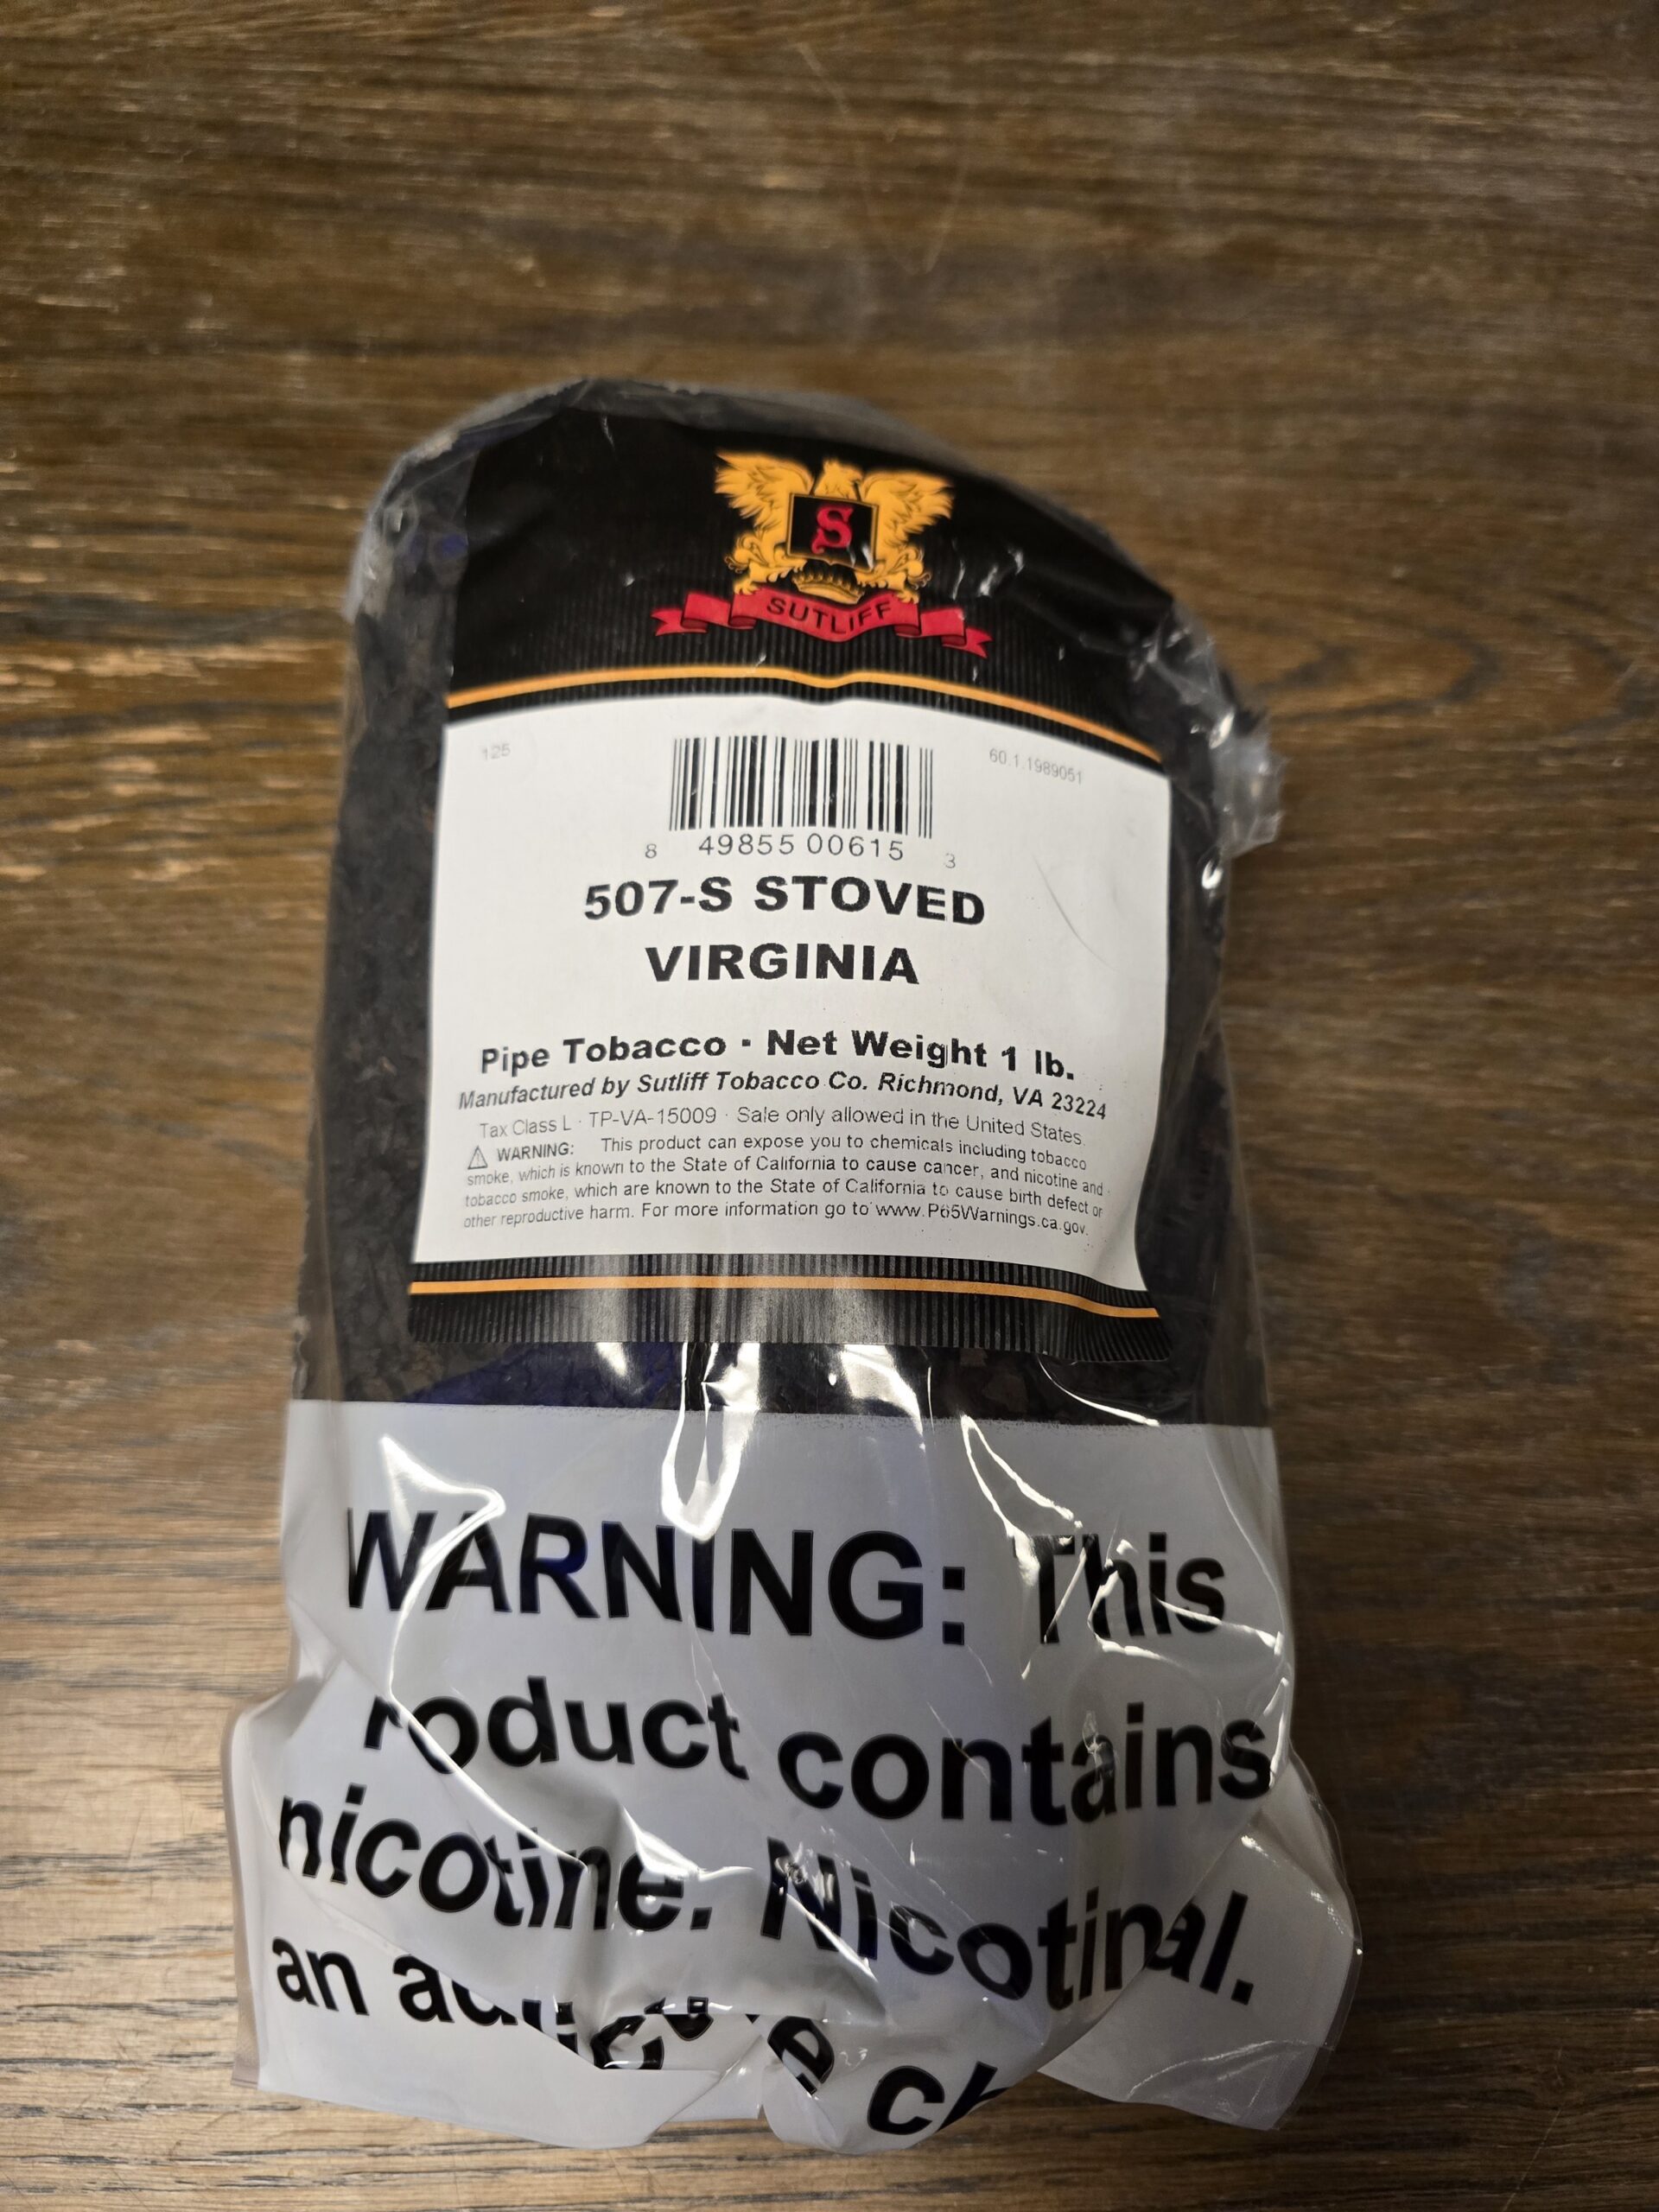 S
SUTLIFF
125
60.1.1989051
8 49855 00615 3
507-S STOVED
VIRGINIA
Pipe Tobacco · Net Weight 1 lb.
Manufactured by Sutliff Tobacco Co. Richmond, VA 23224
Tax Class L · TP-VA-15009 · Sale only allowed in the United States.
WARNING: This product can expose you to chemicals including tobacco
smoke, which is known to the State of California to cause cancer, and nicotine and
tobacco smoke, which are known to the State of California to cause birth defect or
other reproductive harm. For more information go to www.P65Warnings.ca.gov.
WARNING: This
roduct contains
nicotine. Nicotin al.
an